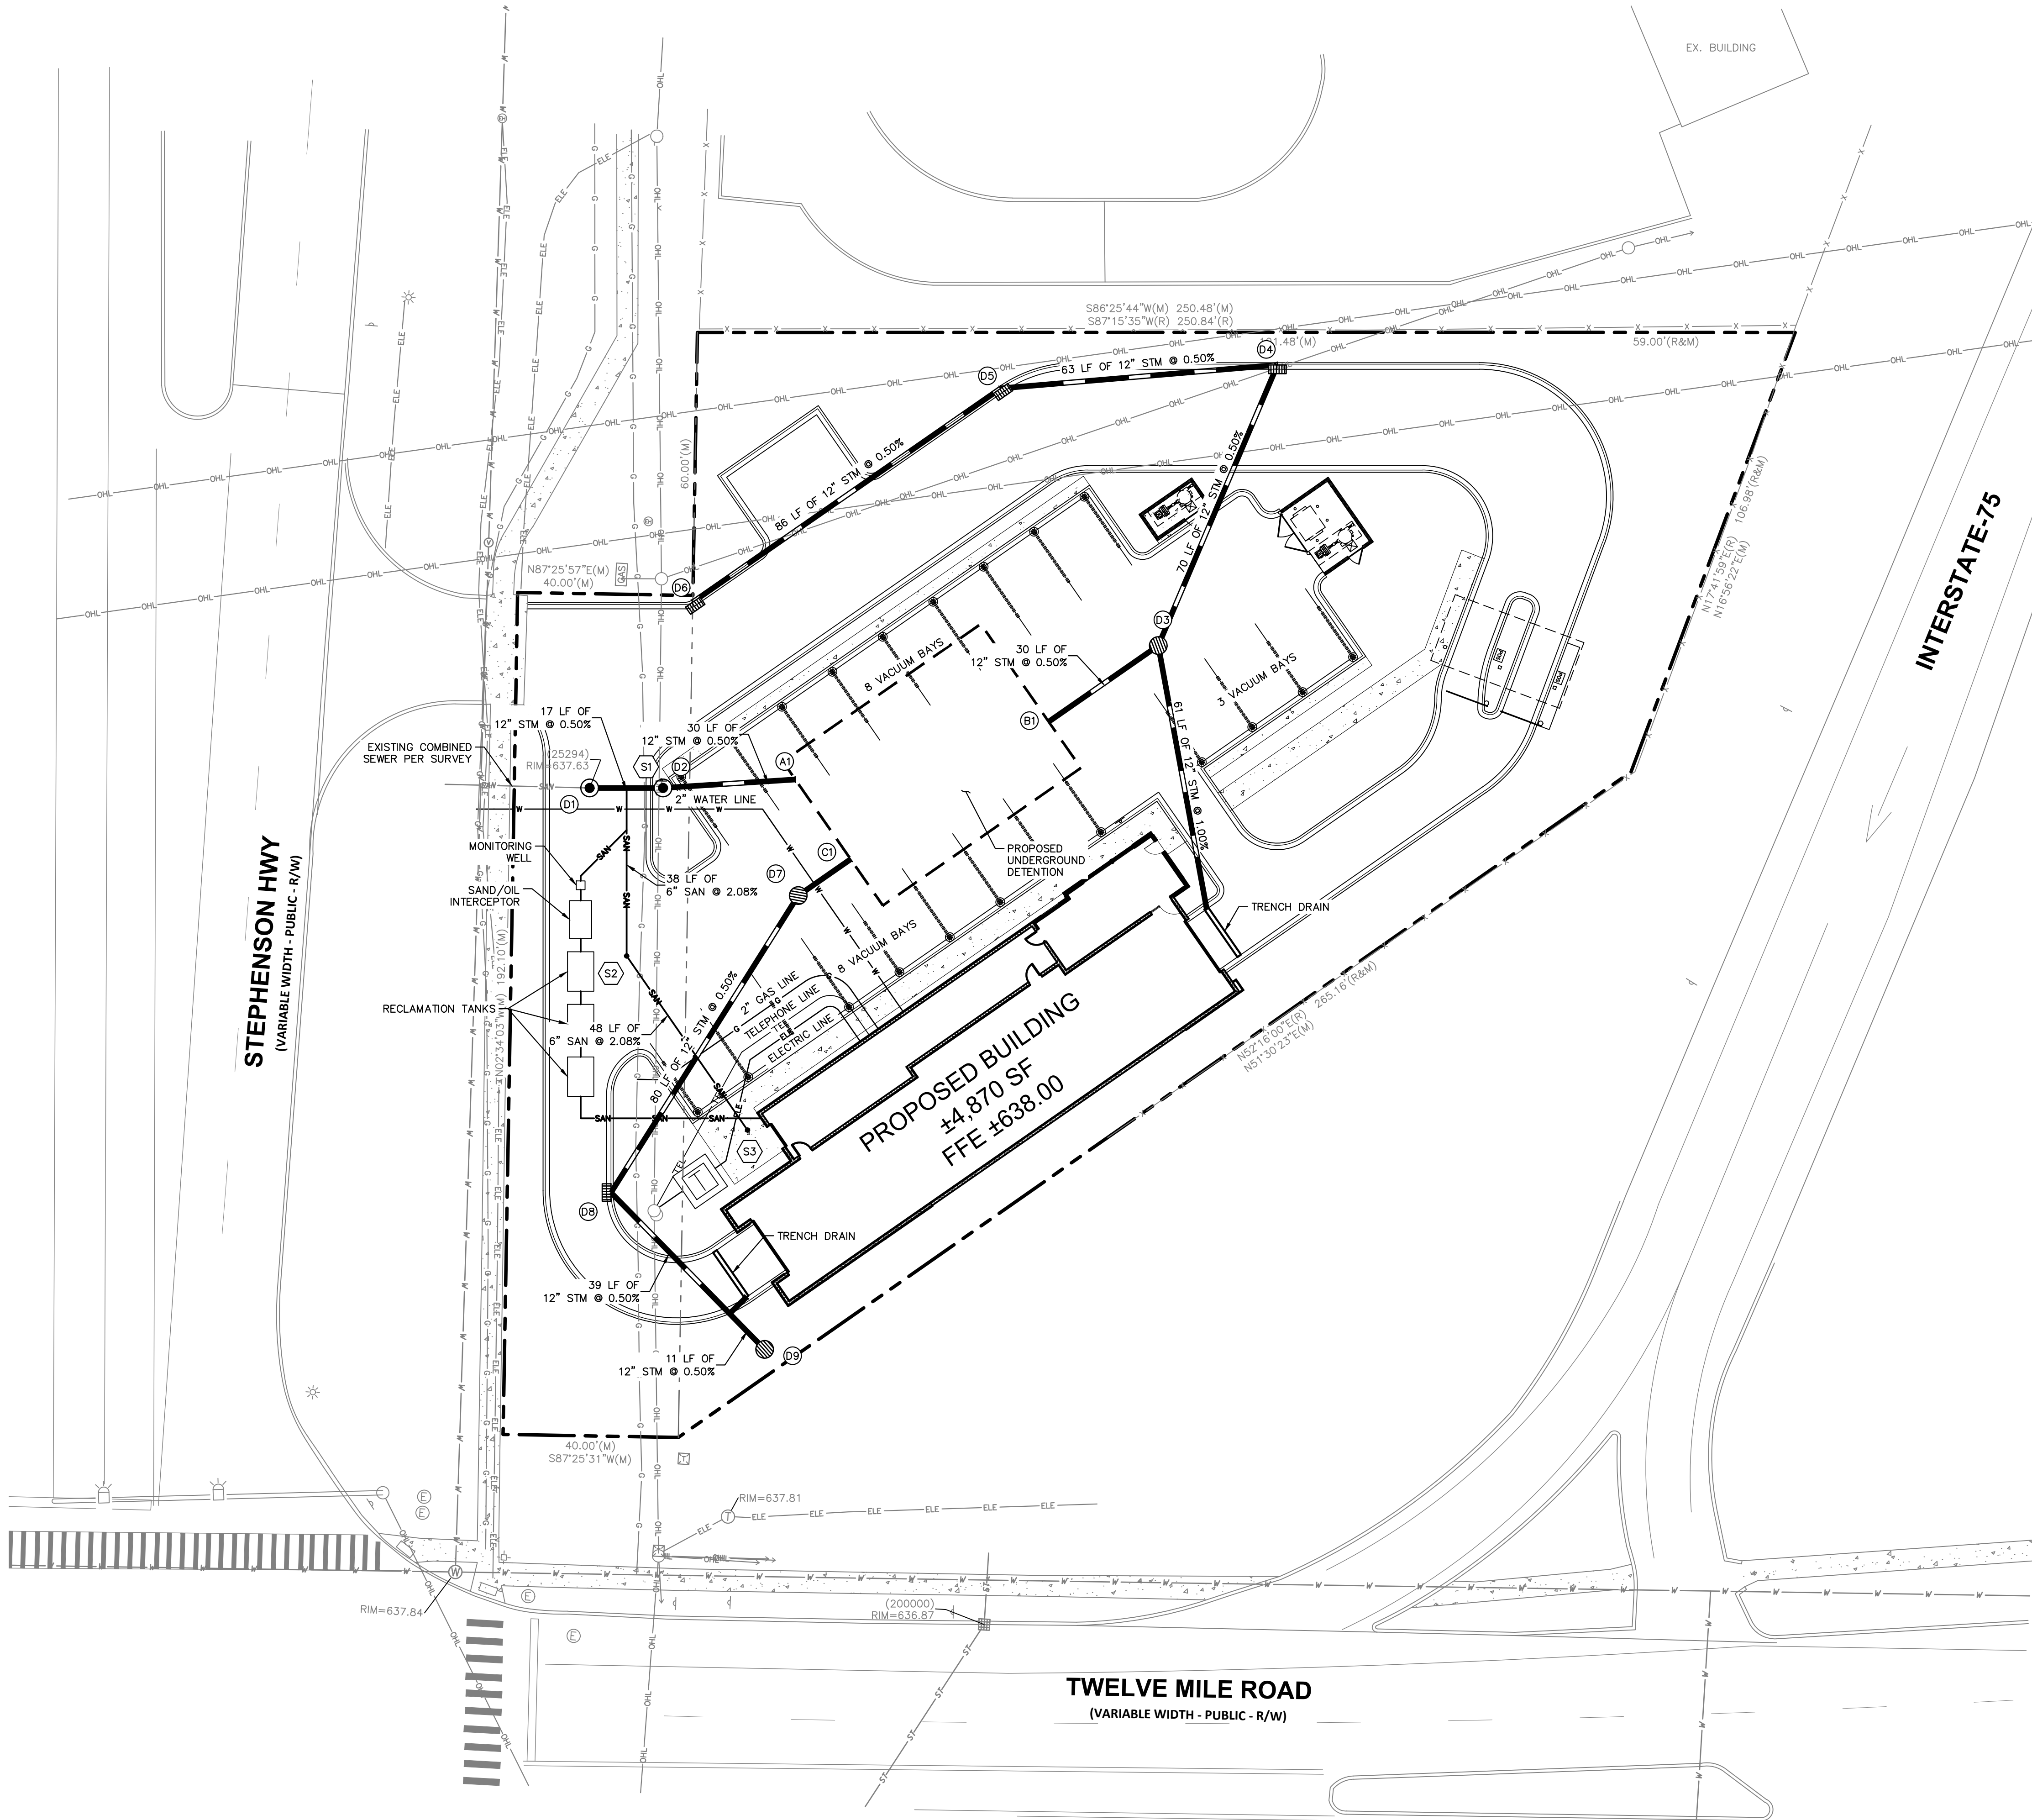 EX. BUILDING
S86°25'44"W(M) 250.48'(M)
S87°15'35"W(R) 250.84'(R)
59.00'(R&M)
D4
63 LF OF 12" STM @ 0.50%
D5
86 LF OF 12" STM @ 0.50%
60.00'(M)
70 LF OF 12" STM @ 0.50%
N17°41'59"E(R) 106.98'(R&M)
N16°56'22"E(M)
INTERSTATE-75
N87°25'57"E(M)
40.00'(M)
GAS
D6
D3
30 LF OF
12" STM @ 0.50%
8 VACUUM BAYS
3 VACUUM BAYS
B1
61 LF OF 12" STM @ 1.00%
17 LF OF
12" STM @ 0.50%
30 LF OF
12" STM @ 0.50%
EXISTING COMBINED
SEWER PER SURVEY
(25294)
RIM=637.63
S1
D2
A1
D1
2" WATER LINE
MONITORING
WELL
C1
PROPOSED
UNDERGROUND
DETENTION
D7
38 LF OF
6" SAN @ 2.08%
SAND/OIL
INTERCEPTOR
TRENCH DRAIN
STEPHENSON HWY
(VARIABLE WIDTH - PUBLIC - R/W)
N02°34'03"W(M) 192.10'(M)
8 VACUUM BAYS
S2
RECLAMATION TANKS
80 LF OF 12" STM @ 0.50%
2" GAS LINE
TELEPHONE LINE
ELECTRIC LINE
48 LF OF
6" SAN @ 2.08%
N52°16'00"E(R) 265.16'(R&M)
N51°30'23"E(M)
PROPOSED BUILDING
±4,870 SF
FFE ±638.00
S3
T
D8
TRENCH DRAIN
39 LF OF
12" STM @ 0.50%
11 LF OF
12" STM @ 0.50%
D9
40.00'(M)
S87°25'31"W(M)
RIM=637.81
RIM=637.84
(200000)
RIM=636.87
TWELVE MILE ROAD
(VARIABLE WIDTH - PUBLIC - R/W)